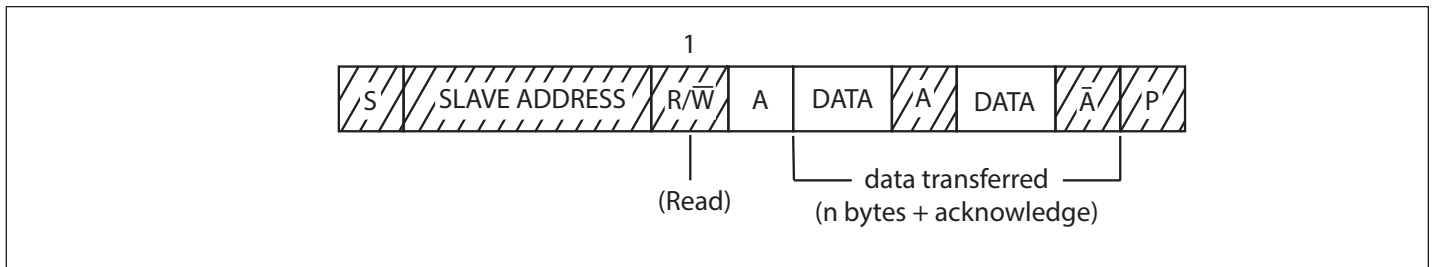 1
S SLAVE ADDRESS R/W̅ A DATA A DATA A̅ P
(Read)
data transferred
(n bytes + acknowledge)